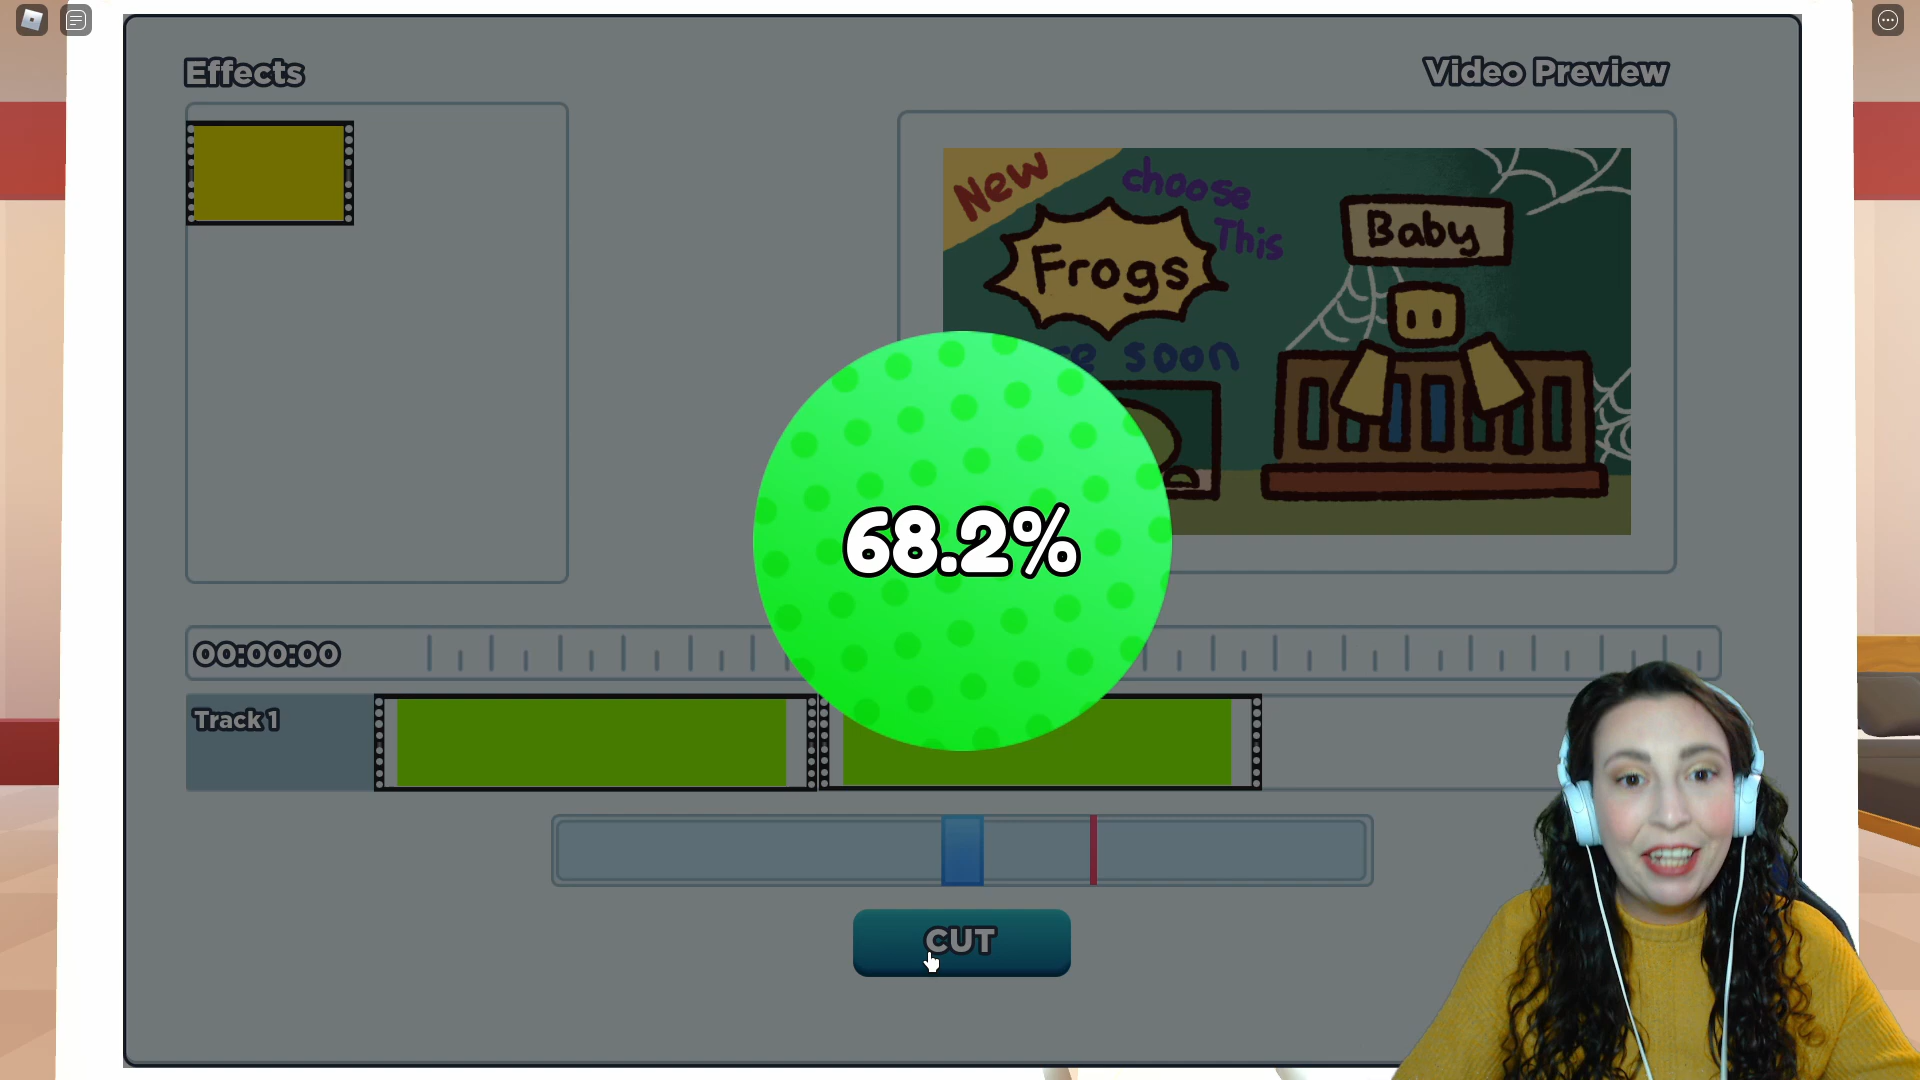 Effects
Video Preview
New
choose
This
Frogs
Baby
soon
68.2%
00:00:00
Track 1
CUT